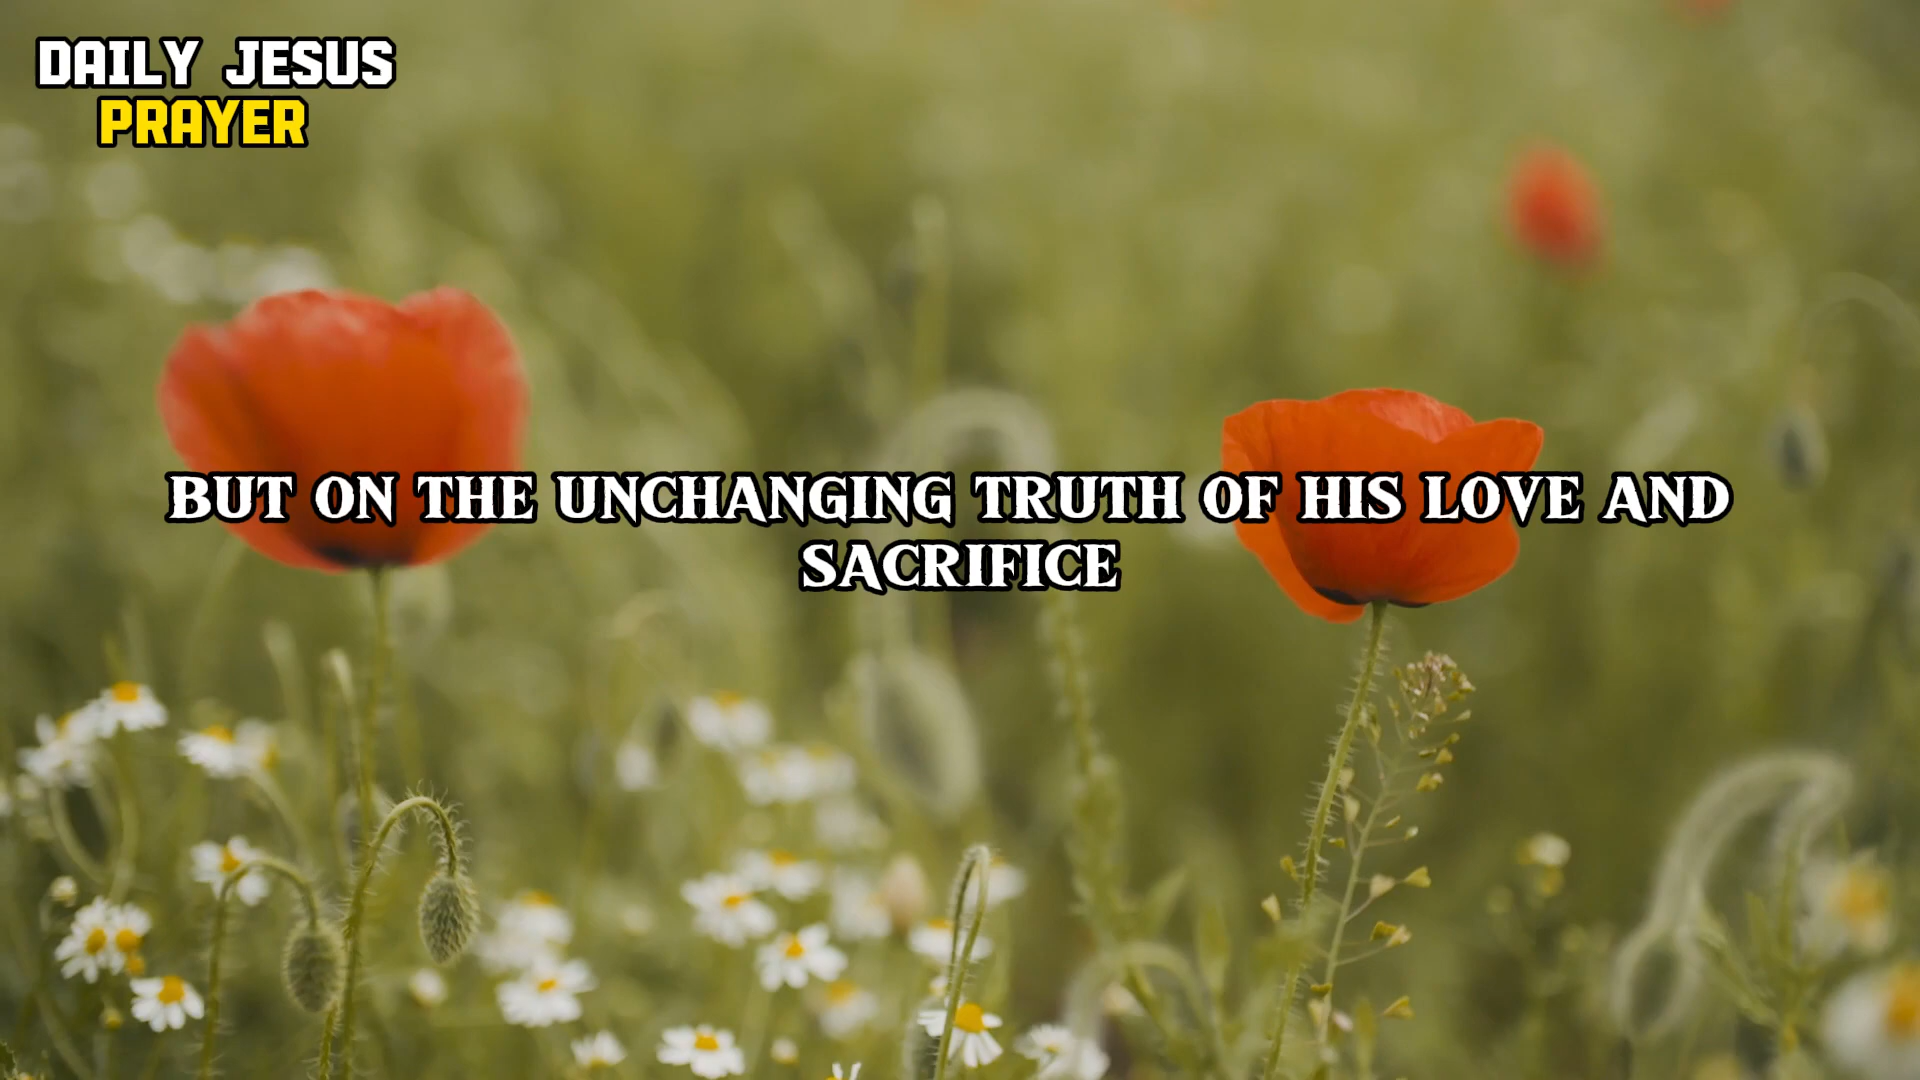 DAILY JESUS
PRAYER
BUT ON THE UNCHANGING TRUTH OF HIS LOVE AND
SACRIFICE